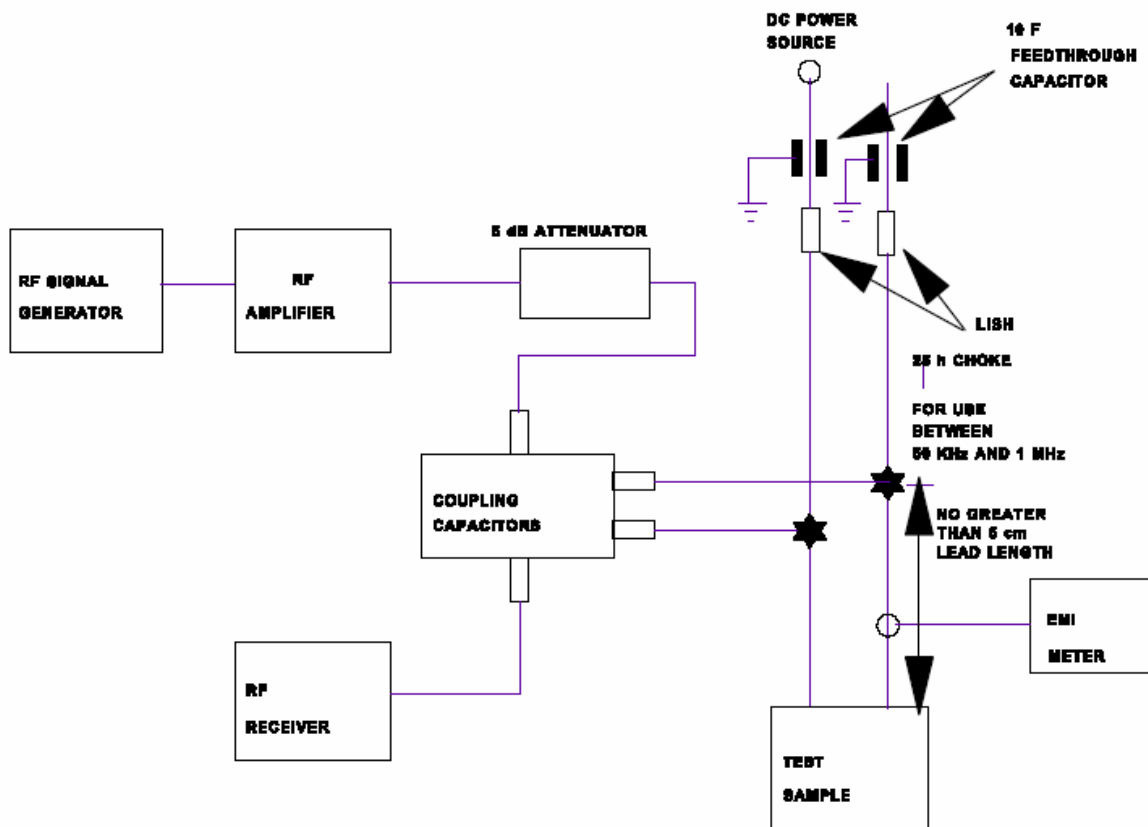 DC POWER
SOURCE
10 F
FEEDTHROUGH
CAPACITOR
RF SIGNAL
GENERATOR
RF
AMPLIFIER
5 dB ATTENUATOR
LISH
25 h CHOKE
FOR USE
BETWEEN
50 KHz AND 1 MHz
COUPLING
CAPACITORS
NO GREATER
THAN 5 cm
LEAD LENGTH
EMI
METER
RF
RECEIVER
TEST
SAMPLE